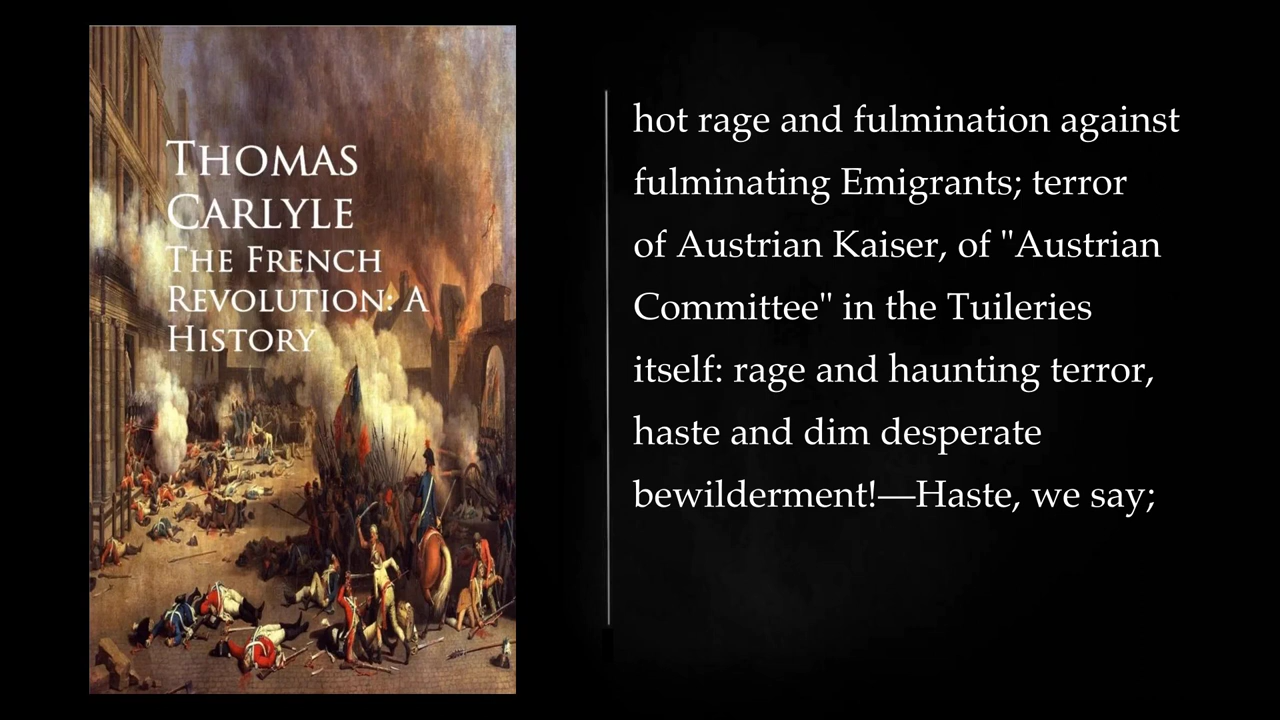 THOMAS
CARLYLE
THE FRENCH
REVOLUTION: A
HISTORY
hot rage and fulmination against
fulminating Emigrants; terror
of Austrian Kaiser, of "Austrian
Committee" in the Tuileries
itself: rage and haunting terror,
haste and dim desperate
bewilderment!—Haste, we say;